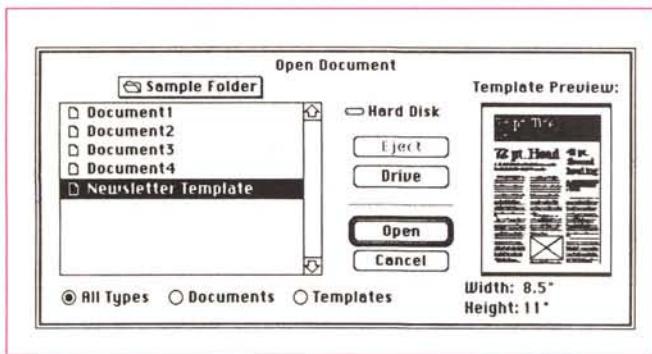 Open Document
Sample Folder
Document1
Document2
Document3
Document4
Newsletter Template
Hard Disk
Eject
Drive
Open
Cancel
All Types Documents Templates
Template Preview:
72 pt. Head
Width: 8.5"
Height: 11"